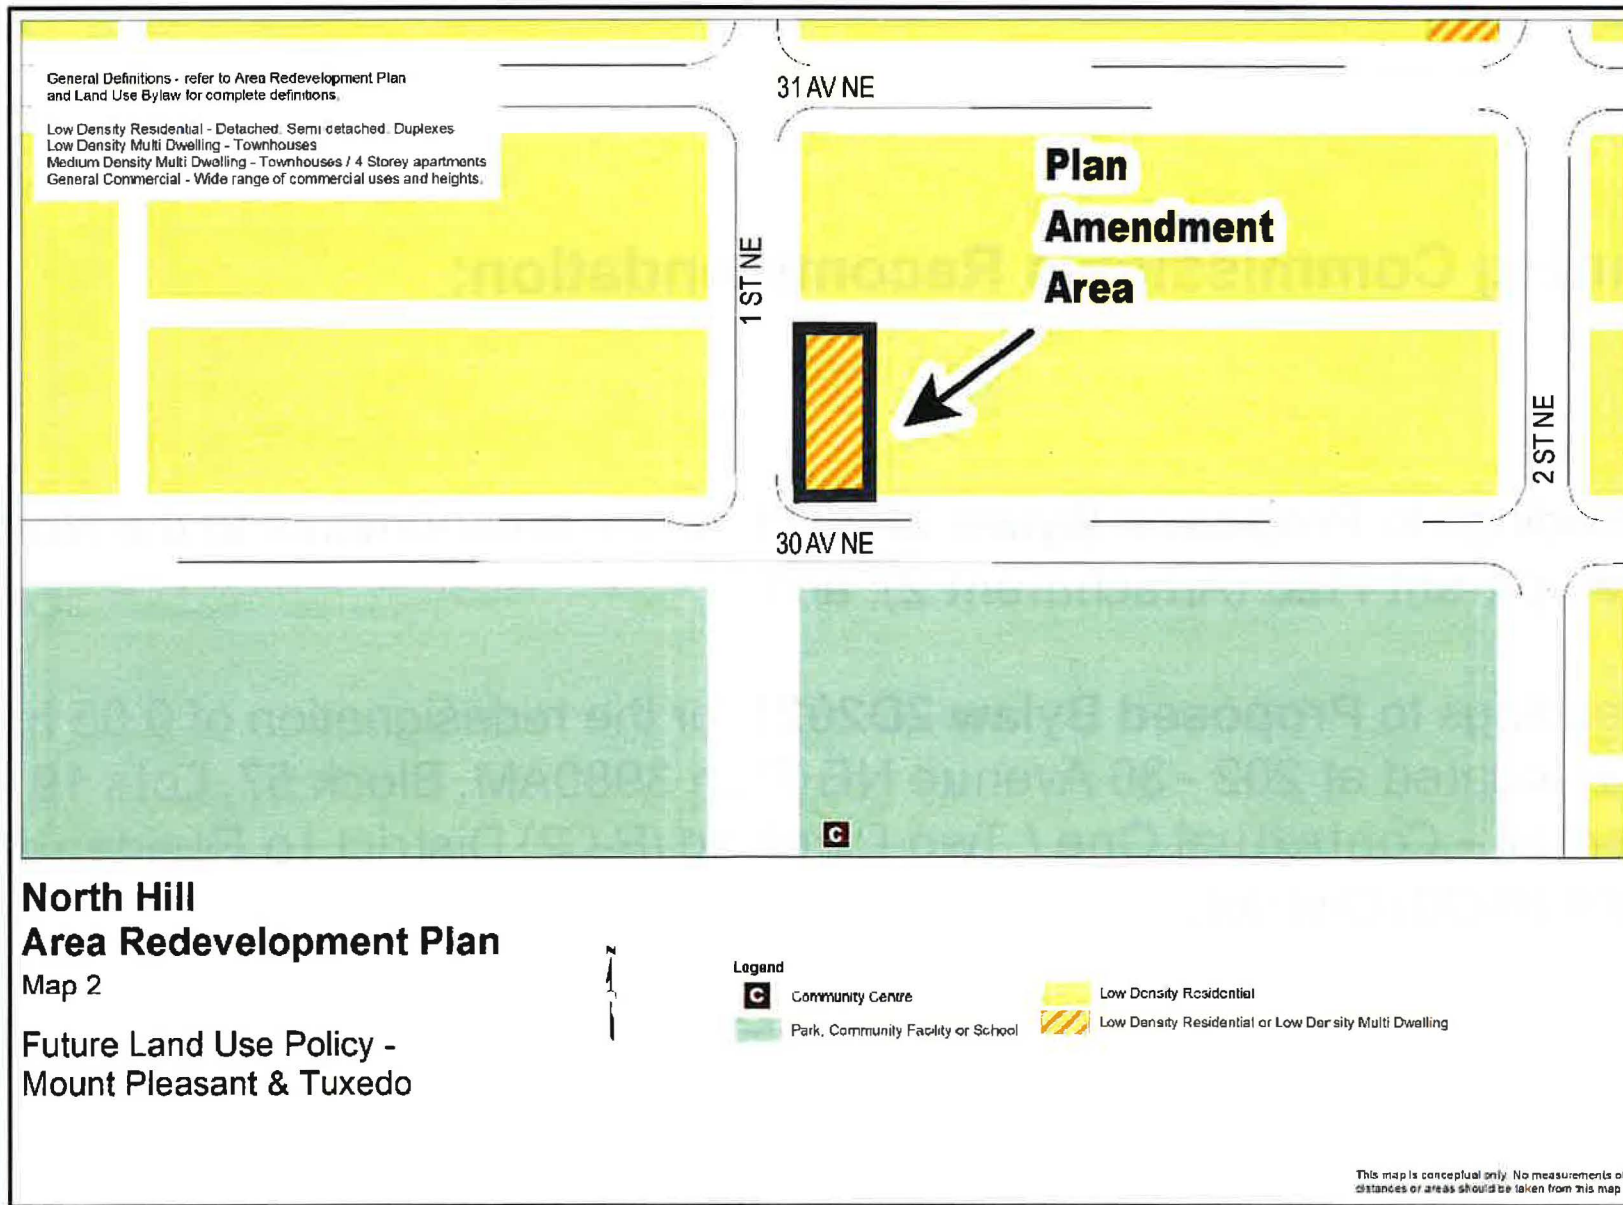 General Definitions - refer to Area Redevelopment Plan
and Land Use Bylaw for complete definitions.
Low Density Residential - Detached. Semi detached. Duplexes
Low Density Multi Dwelling - Townhouses
Medium Density Multi Dwelling - Townhouses / 4 Storey apartments
General Commercial - Wide range of commercial uses and heights.
31 AV NE
Plan
Amendment
Area
1 ST NE
2 ST NE
30 AV NE
C
North Hill
Area Redevelopment Plan
Map 2
Future Land Use Policy -
Mount Pleasant & Tuxedo
N
Legend
C Community Centre
Park, Community Facility or School
Low Density Residential
Low Density Residential or Low Density Multi Dwelling
This map is conceptual only. No measurements of
distances or areas should be taken from this map